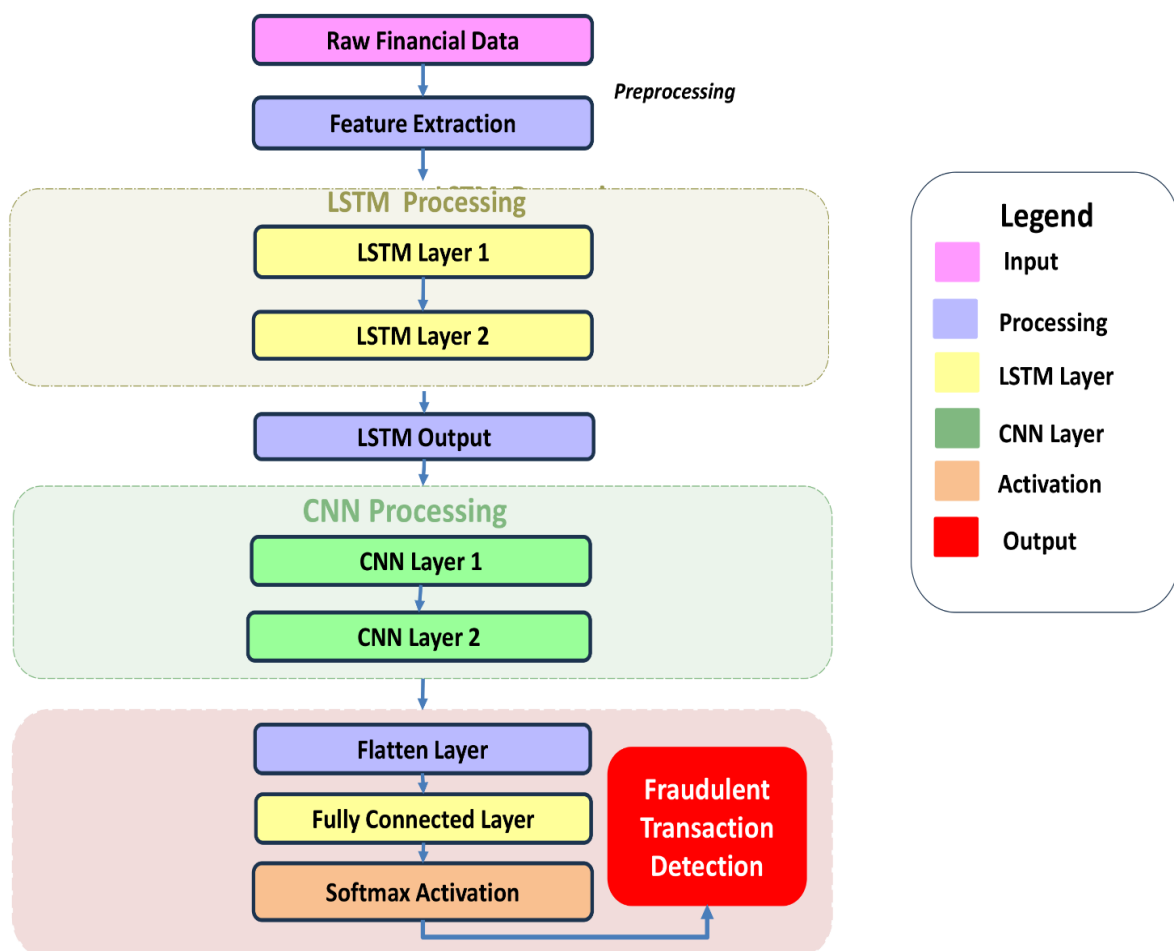 Raw Financial Data
Preprocessing
Feature Extraction
LSTM Processing
LSTM Layer 1
LSTM Layer 2
LSTM Output
CNN Processing
CNN Layer 1
CNN Layer 2
Flatten Layer
Fully Connected Layer
Softmax Activation
Fraudulent
Transaction
Detection
Legend
Input
Processing
LSTM Layer
CNN Layer
Activation
Output